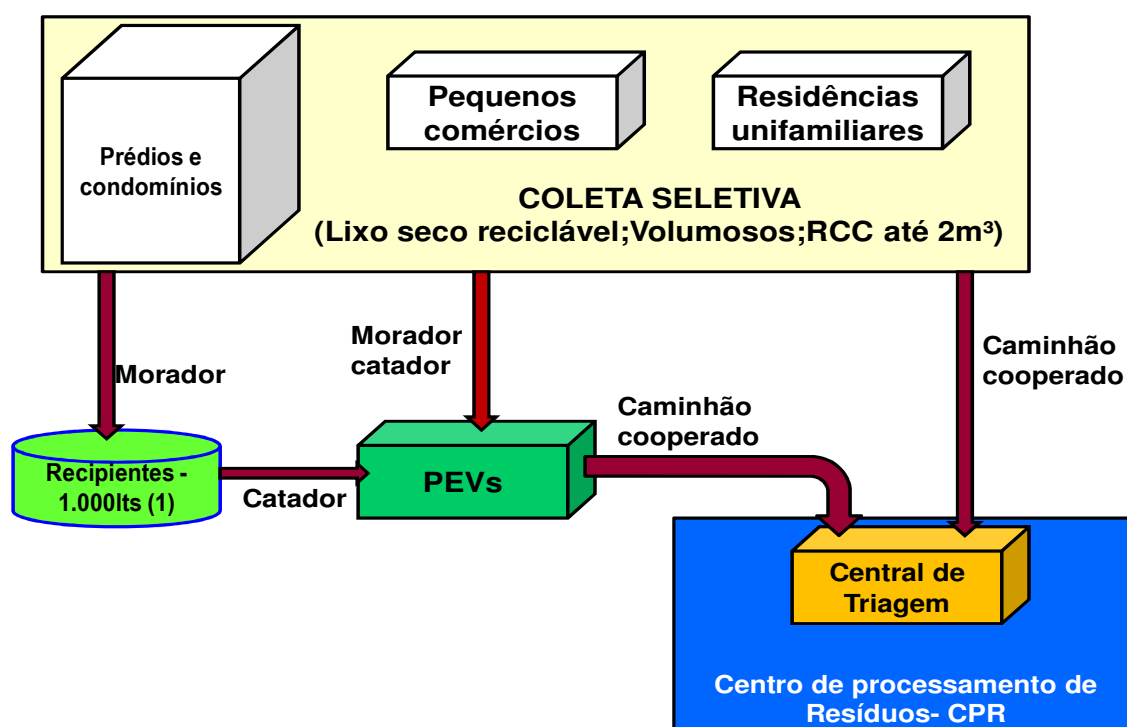 Prédios e
condomínios
Pequenos
comércios
Residências
unifamiliares
COLETA SELETIVA
(Lixo seco reciclável;Volumosos;RCC até 2m³)
Morador
Morador
catador
Caminhão
cooperado
Caminhão
cooperado
Recipientes -
1.000lts (1)
Catador
PEVs
Central de
Triagem
Centro de processamento de
Resíduos- CPR